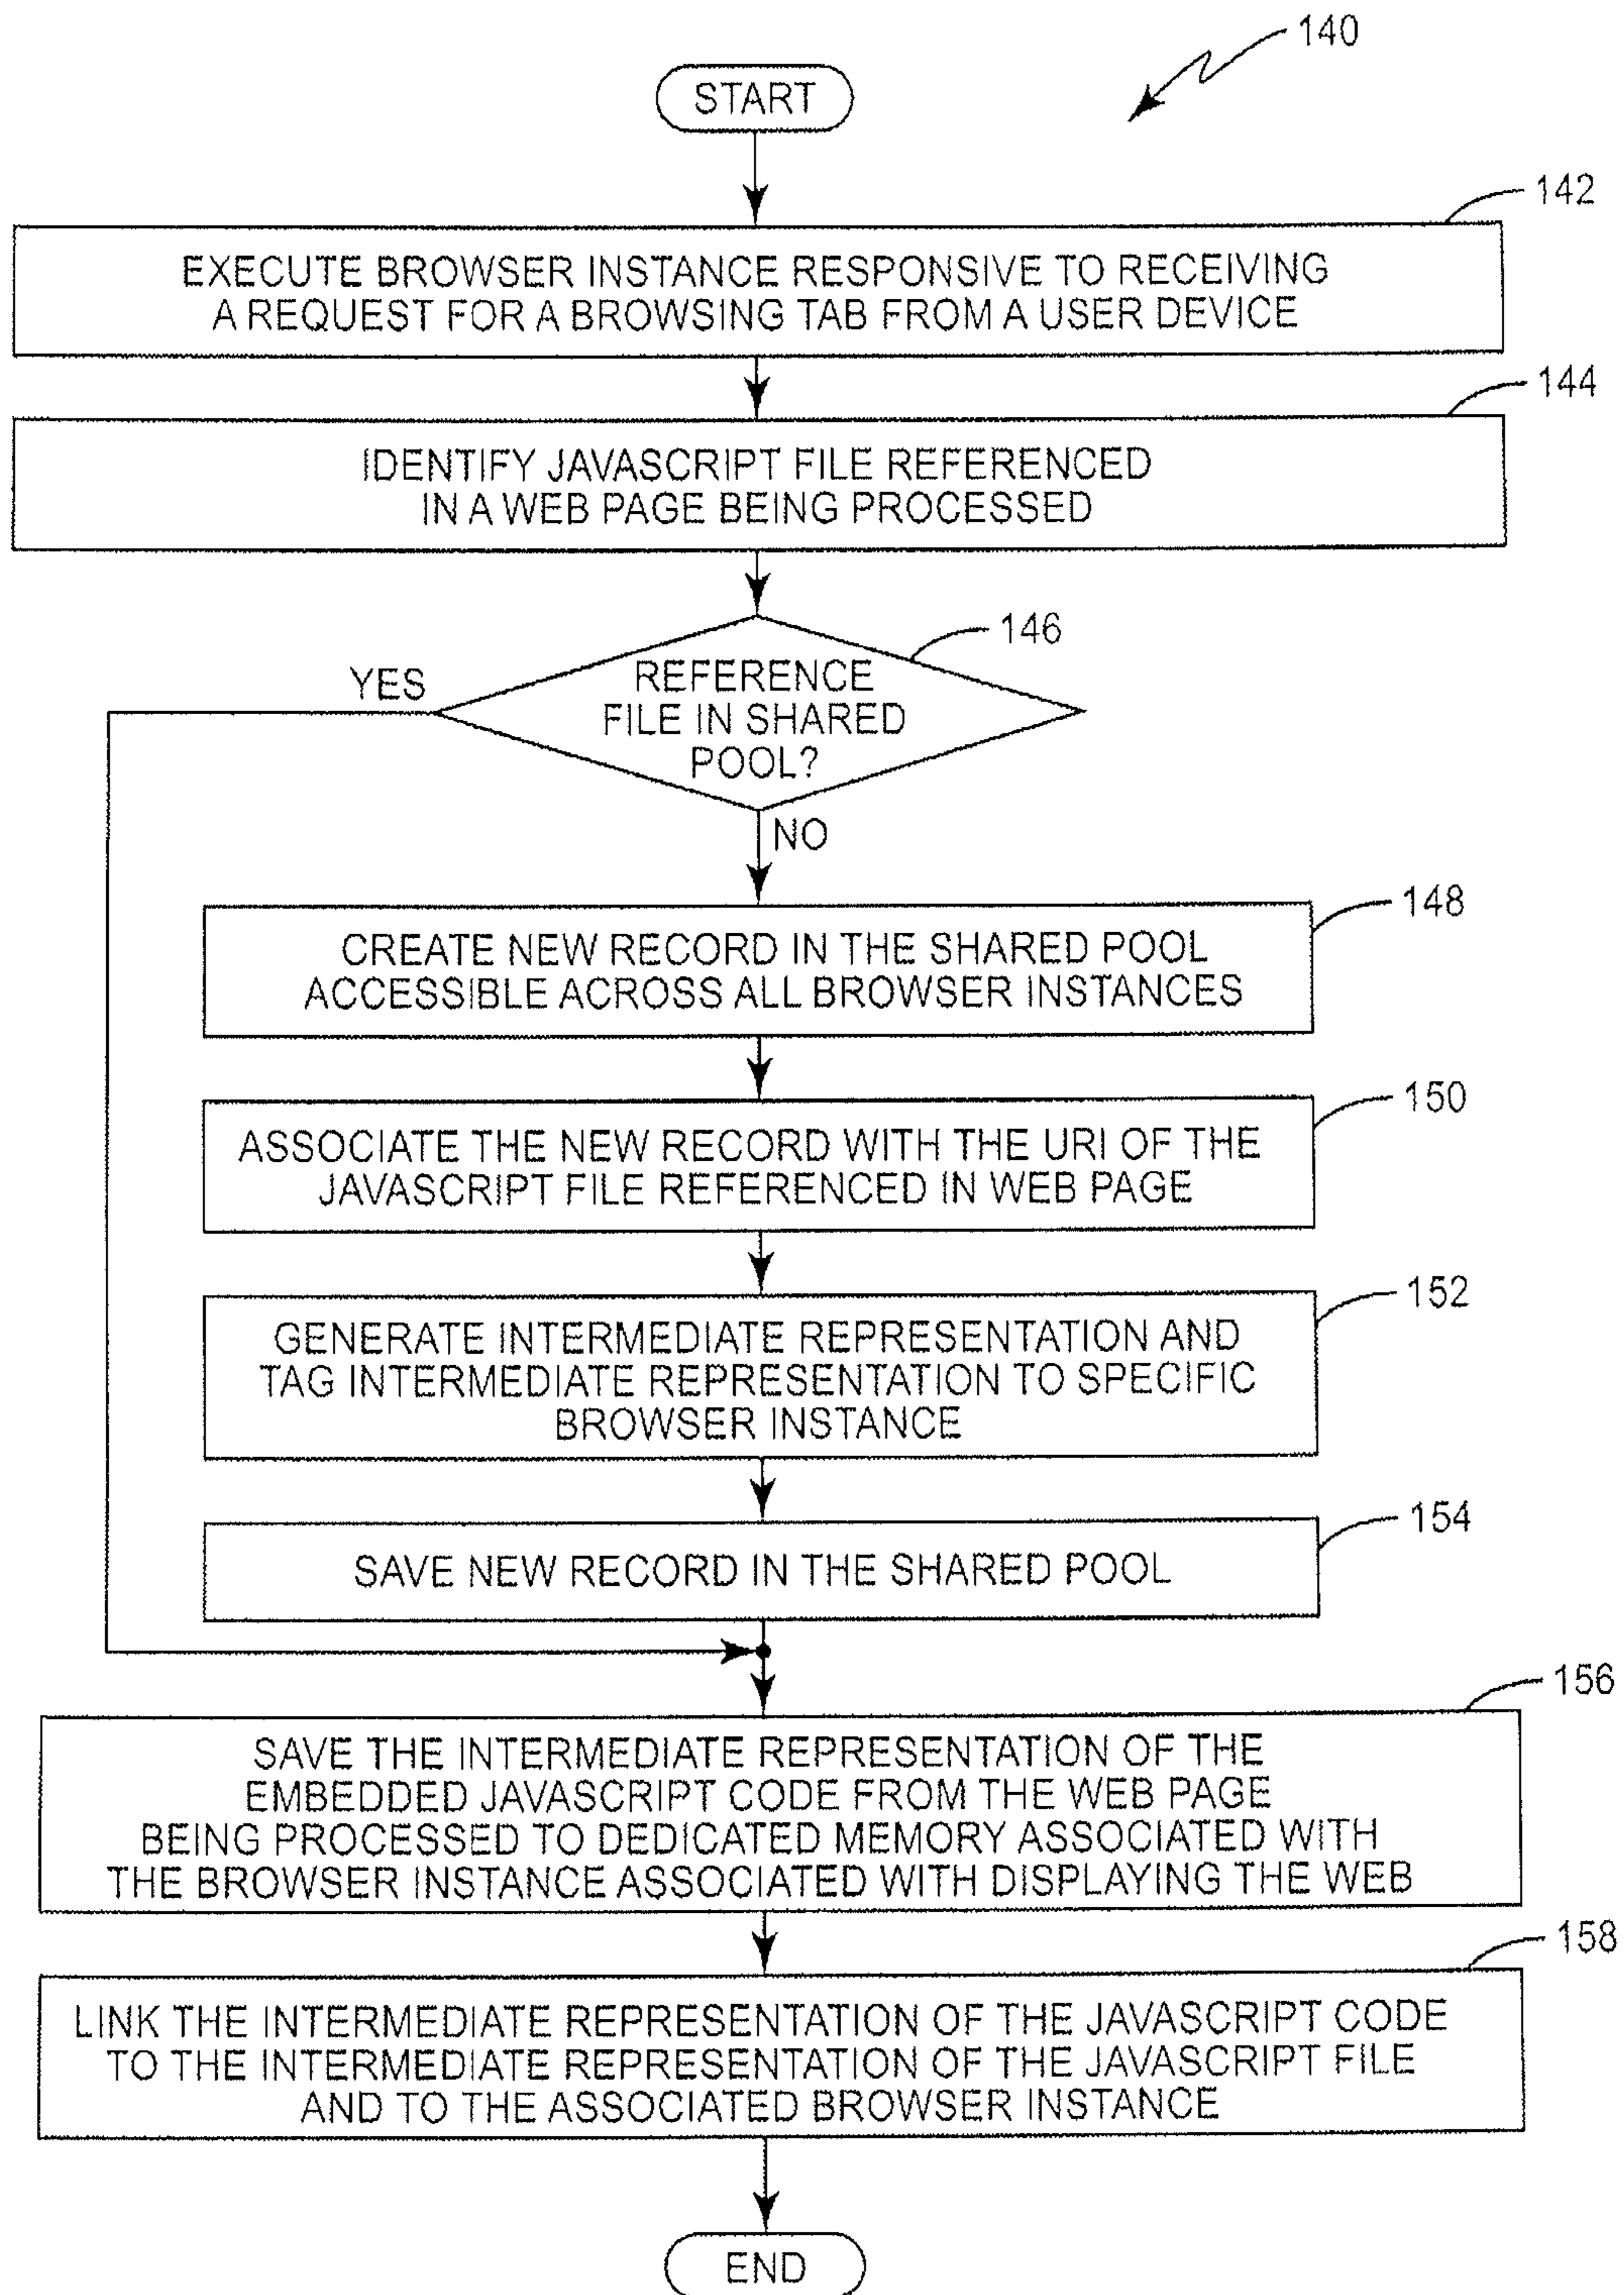 140
START
142
EXECUTE BROWSER INSTANCE RESPONSIVE TO RECEIVING
A REQUEST FOR A BROWSING TAB FROM A USER DEVICE
144
IDENTIFY JAVASCRIPT FILE REFERENCED
IN A WEB PAGE BEING PROCESSED
146
YES
REFERENCE
FILE IN SHARED
POOL?
NO
148
CREATE NEW RECORD IN THE SHARED POOL
ACCESSIBLE ACROSS ALL BROWSER INSTANCES
150
ASSOCIATE THE NEW RECORD WITH THE URI OF THE
JAVASCRIPT FILE REFERENCED IN WEB PAGE
152
GENERATE INTERMEDIATE REPRESENTATION AND
TAG INTERMEDIATE REPRESENTATION TO SPECIFIC
BROWSER INSTANCE
154
SAVE NEW RECORD IN THE SHARED POOL
156
SAVE THE INTERMEDIATE REPRESENTATION OF THE
EMBEDDED JAVASCRIPT CODE FROM THE WEB PAGE
BEING PROCESSED TO DEDICATED MEMORY ASSOCIATED WITH
THE BROWSER INSTANCE ASSOCIATED WITH DISPLAYING THE WEB
158
LINK THE INTERMEDIATE REPRESENTATION OF THE JAVASCRIPT CODE
TO THE INTERMEDIATE REPRESENTATION OF THE JAVASCRIPT FILE
AND TO THE ASSOCIATED BROWSER INSTANCE
END